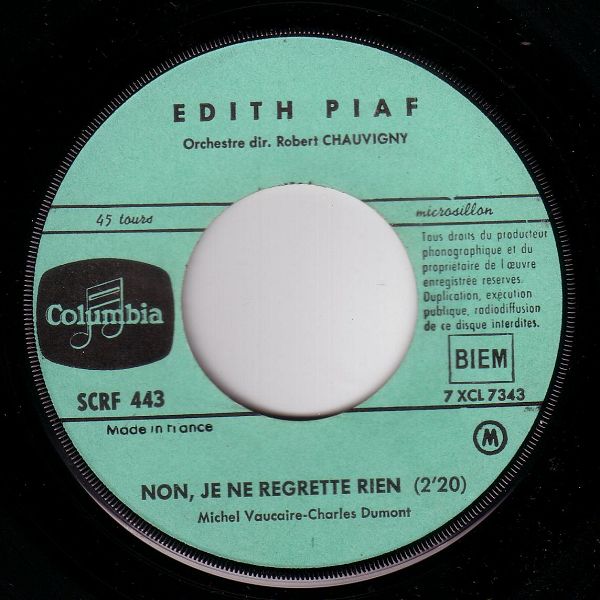 EDITH PIAF
Orchestre dir. Robert CHAUVIGNY
45 tours
microsillon
Tous droits du producteur
phonographique et du
propriétaire de l'œuvre
enregistrée réservés.
Duplication, exécution
publique, radiodiffusion
de ce disque interdites.
Columbia
BIEM
SCRF 443
7 XCL 7343
Made in France
M
NON, JE NE REGRETTE RIEN (2'20)
Michel Vaucaire-Charles Dumont